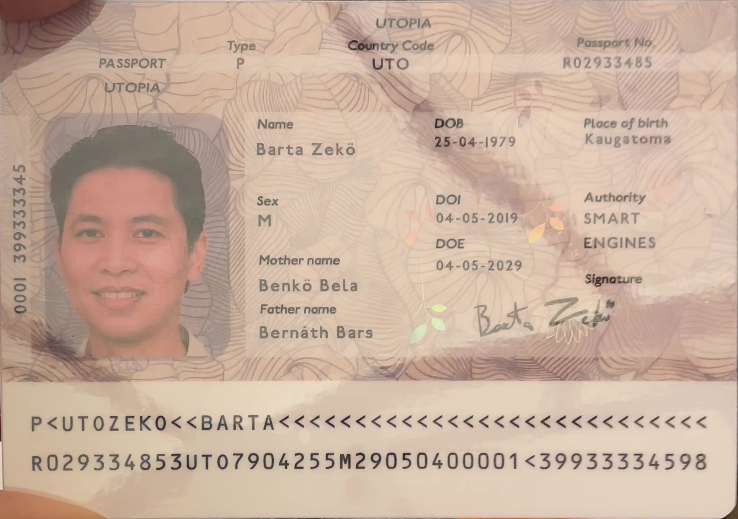 UTOPIA
PASSPORT
UTOPIA
Type
P
Country Code
UTO
Passport No.
R02933485
0001 399333345
Name
Barta Zekö
DOB
25-04-1979
Place of birth
Kaugatoma
Sex
M
DOI
04-05-2019
Authority
SMART
ENGINES
DOE
04-05-2029
Mother name
Benkö Bela
Father name
Bernáth Bars
Signature
Barta Zekö
P<UTOZEKO<<BARTA<<<<<<<<<<<<<<<<<<<<<<<<<<<<
R029334853UTO7904255M29050400001<39933334598